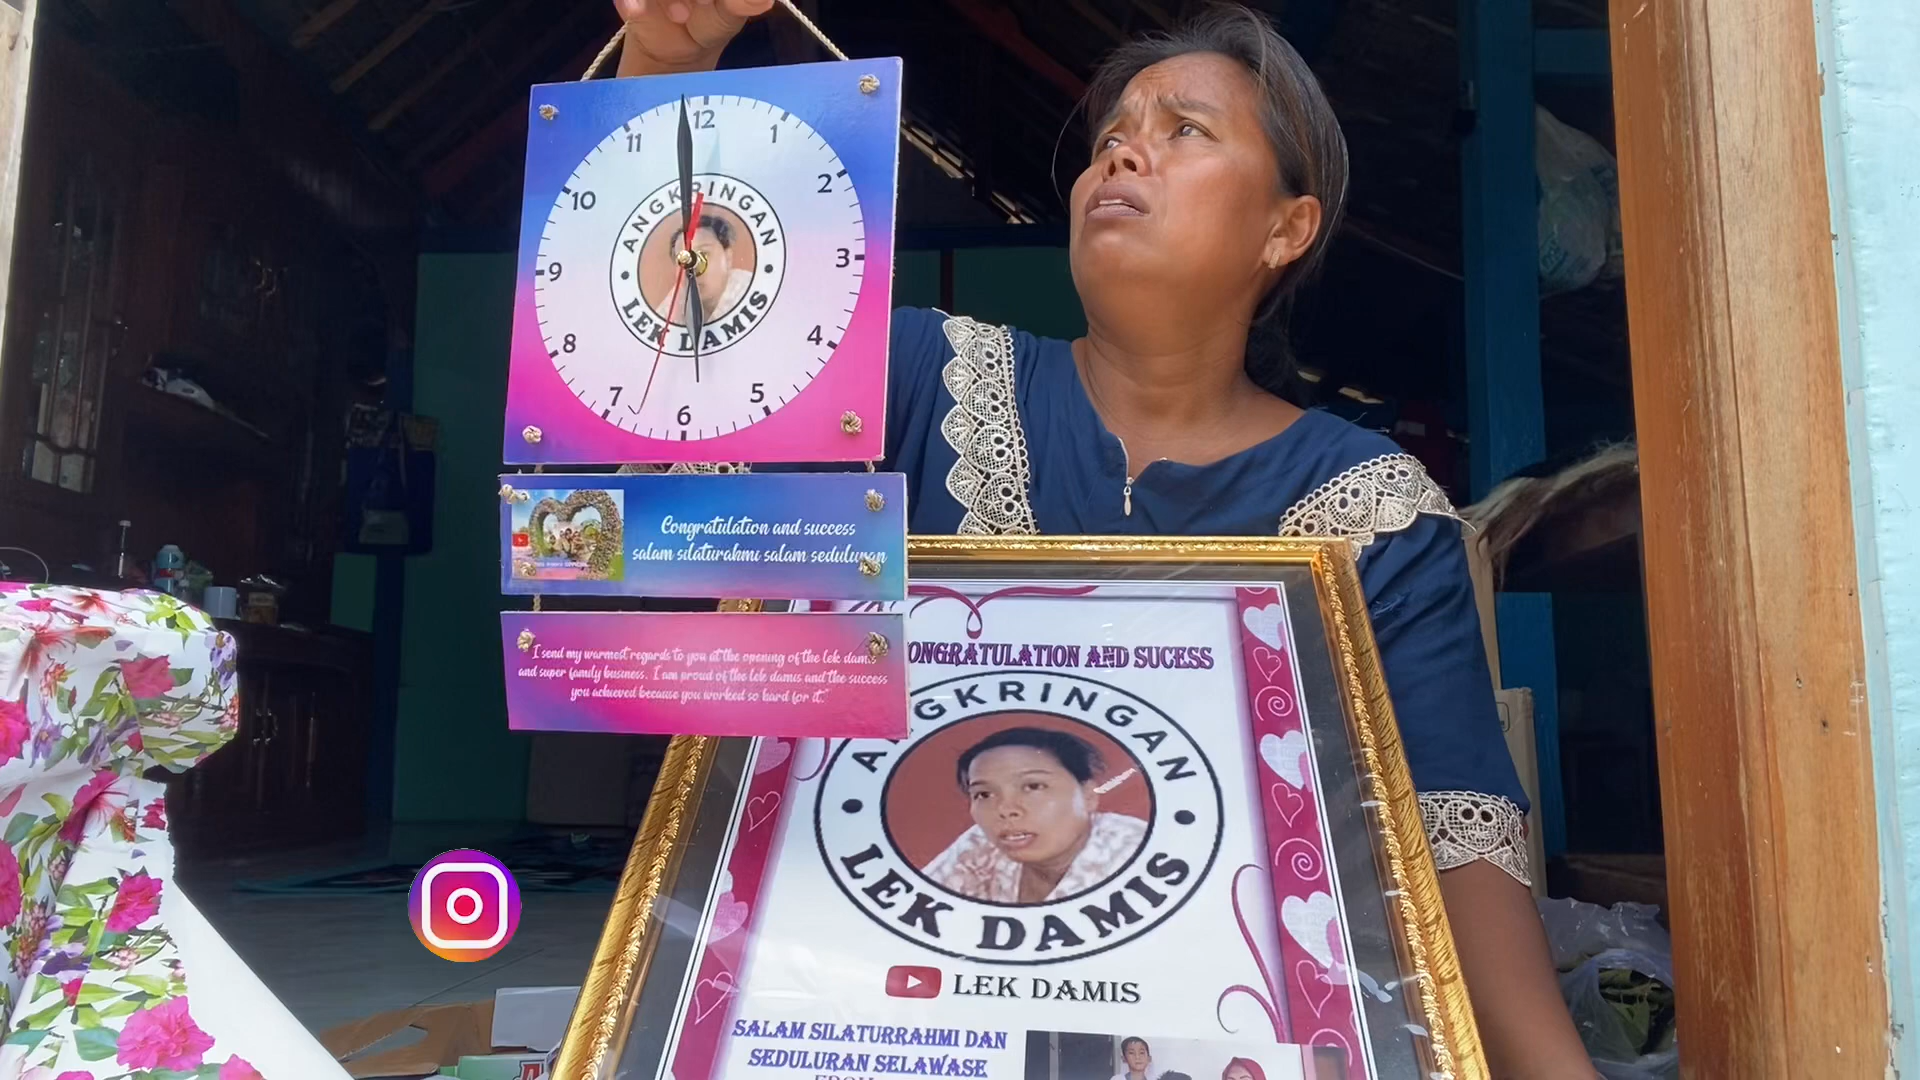 12
11
1
10
2
9
3
8
4
7
5
6
ANGKRINGAN
LEK DAMIS
Congratulation and success
salam silaturahmi salam seduluran
I send my warmest regards to you at the opening of the lek damis
and super family business. I am proud of the lek damis and the success
you achieved because you worked so hard for it."
CONGRATULATION AND SUCESS
ANGKRINGAN
LEK DAMIS
LEK DAMIS
SALAM SILATURRAHMI DAN
SEDULURAN SELAWASE